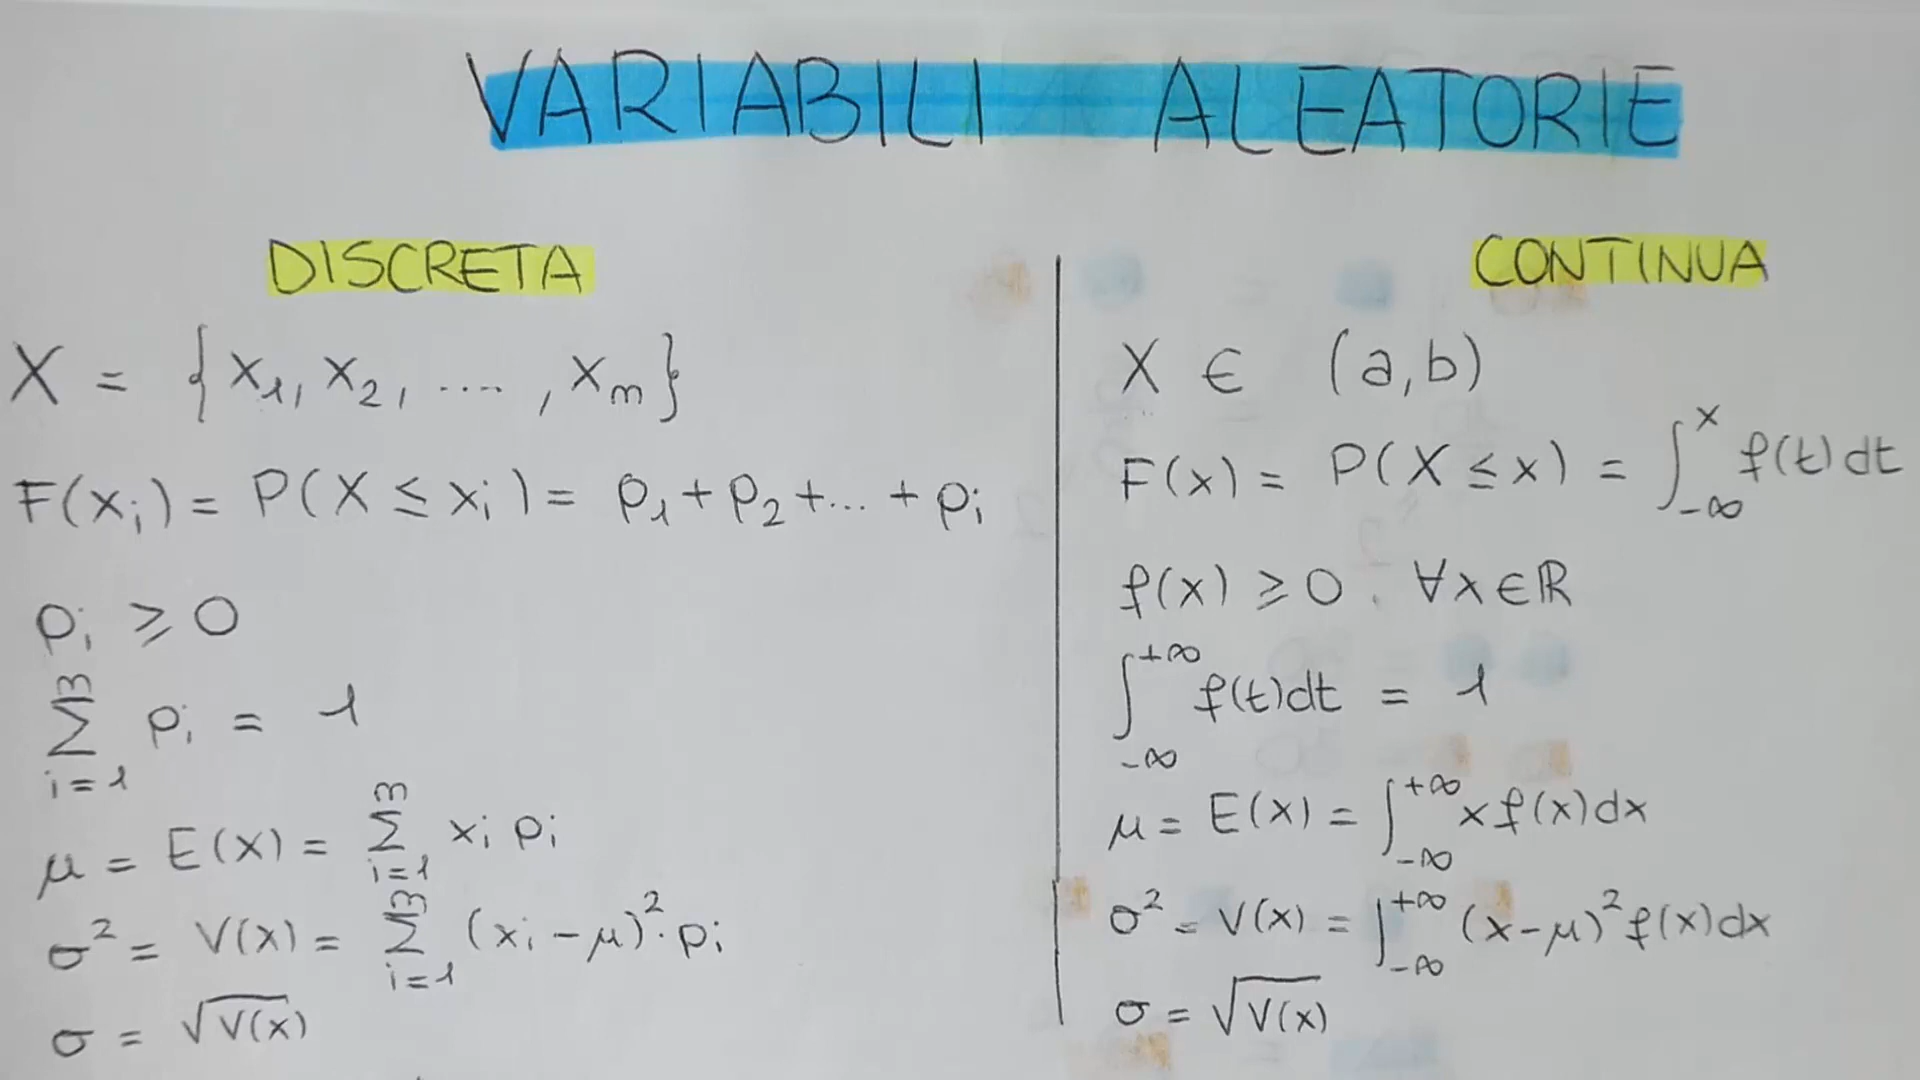 VARIABILI ALEATORIE
DISCRETA
X = {x₁, x₂, ...., xₘ}
F(xᵢ) = P(X ≤ xᵢ) = p₁ + p₂ + ... + pᵢ
pᵢ ≥ 0
∑ᵢ₌₁ᵐ pᵢ = 1
μ = E(X) = ∑ᵢ₌₁ᵐ xᵢ pᵢ
σ² = V(X) = ∑ᵢ₌₁ᵐ (xᵢ - μ)² · pᵢ
σ = √V(X)
CONTINUA
X ∈ (a, b)
F(x) = P(X ≤ x) = ∫₋∞ˣ f(t) dt
f(x) ≥ 0 . ∀x∈ℝ
∫₋∞⁺∞ f(t)dt = 1
μ = E(X) = ∫₋∞⁺∞ x f(x)dx
σ² = V(X) = ∫₋∞⁺∞ (x-μ)² f(x)dx
σ = √V(X)